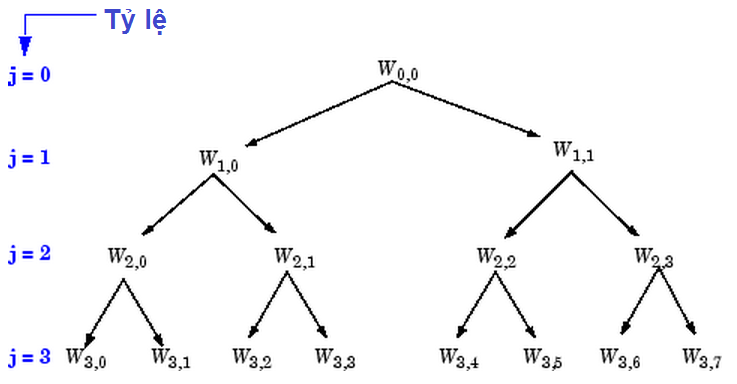 Tỷ lệ
j = 0 W0,0
j = 1 W1,0 W1,1
j = 2 W2,0 W2,1 W2,2 W2,3
j = 3 W3,0 W3,1 W3,2 W3,3 W3,4 W3,5 W3,6 W3,7